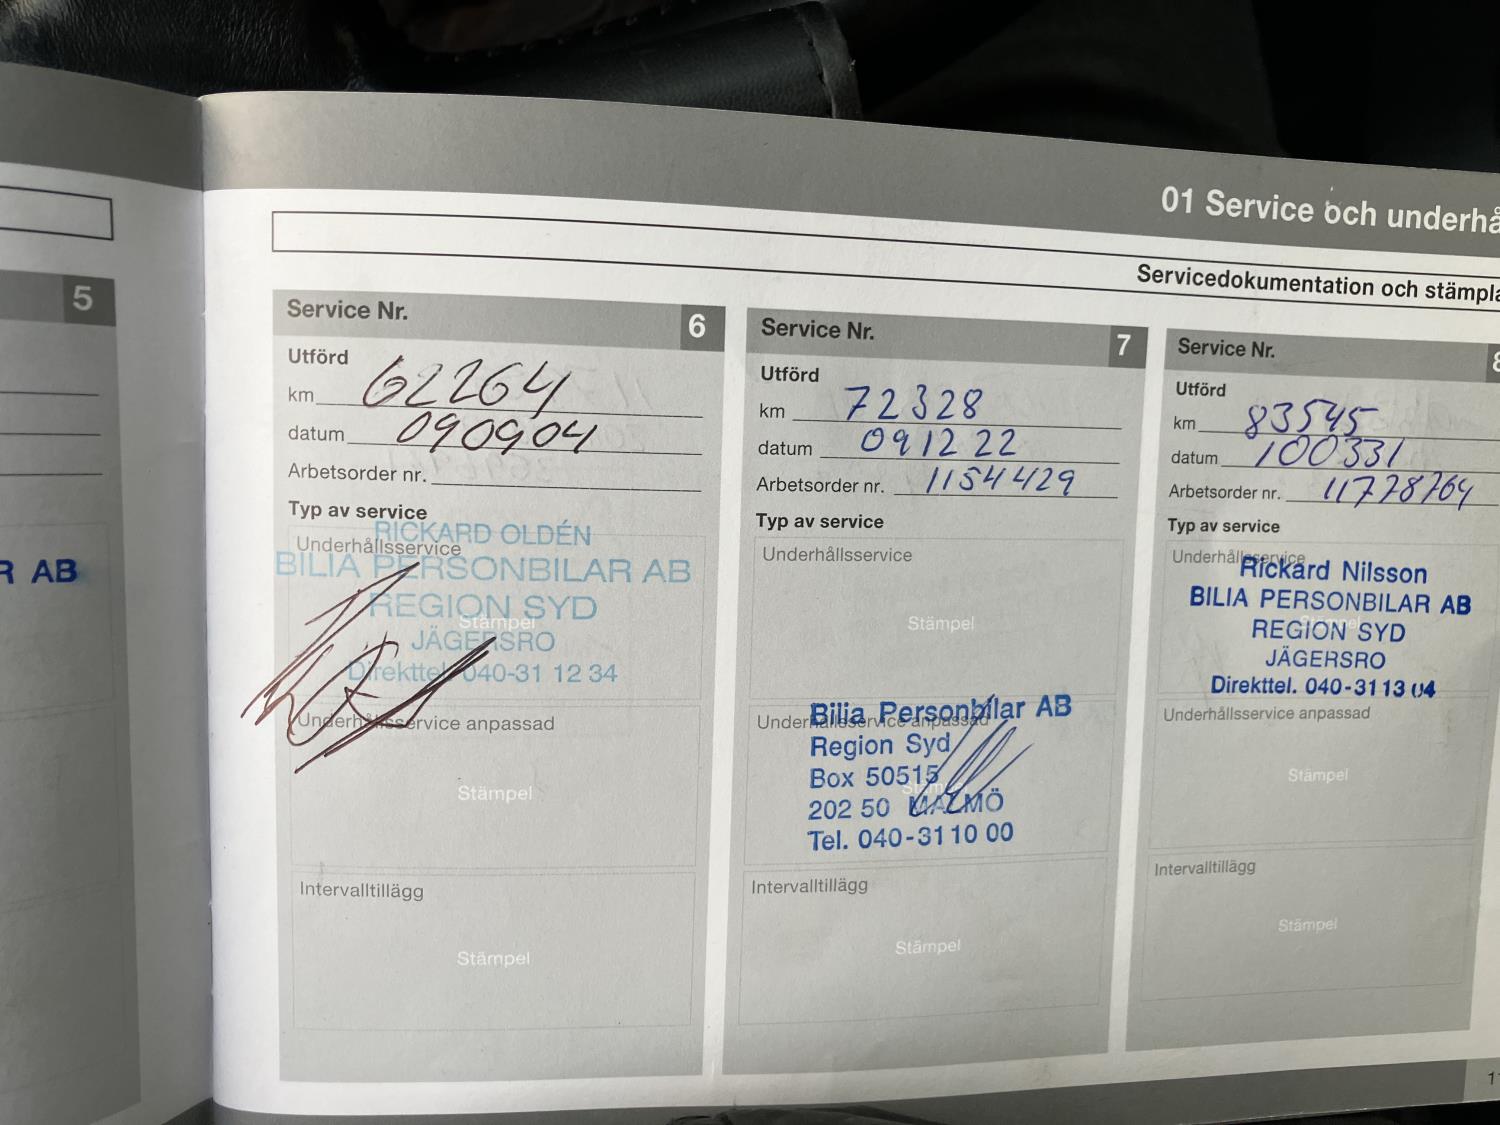 01 Service och underhå
Servicedokumentation och stämpla
5
R AB
Service Nr. 6
Utförd
km 62264
datum 090904
Arbetsorder nr.
Typ av service
Underhållsservice
RICKARD OLDÉN
BILIA PERSONBILAR AB
REGION SYD
Stämpel
JÄGERSRO
Direkttel. 040-31 12 34
Underhållsservice anpassad
Stämpel
Intervalltillägg
Stämpel
Service Nr. 7
Utförd
km 72328
datum 091222
Arbetsorder nr. 1154429
Typ av service
Underhållsservice
Stämpel
Underhållsservice anpassad
Bilia Personbilar AB
Region Syd
Box 50515
Stämpel
202 50 MALMÖ
Tel. 040-31 10 00
Intervalltillägg
Stämpel
Service Nr. 8
Utförd
km 83545
datum 100331
Arbetsorder nr. 11778764
Typ av service
Underhållsservice
Rickard Nilsson
BILIA PERSONBILAR AB
Stämpel
REGION SYD
JÄGERSRO
Direkttel. 040-31 13 04
Underhållsservice anpassad
Stämpel
Intervalltillägg
Stämpel